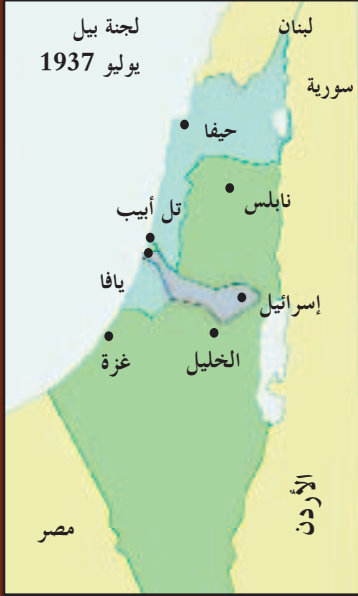 لجنة بيل
يوليو 1937
لبنان
سورية
حيفا
نابلس
تل أبيب
يافا
إسرائيل
غزة
الخليل
الأردن
مصر